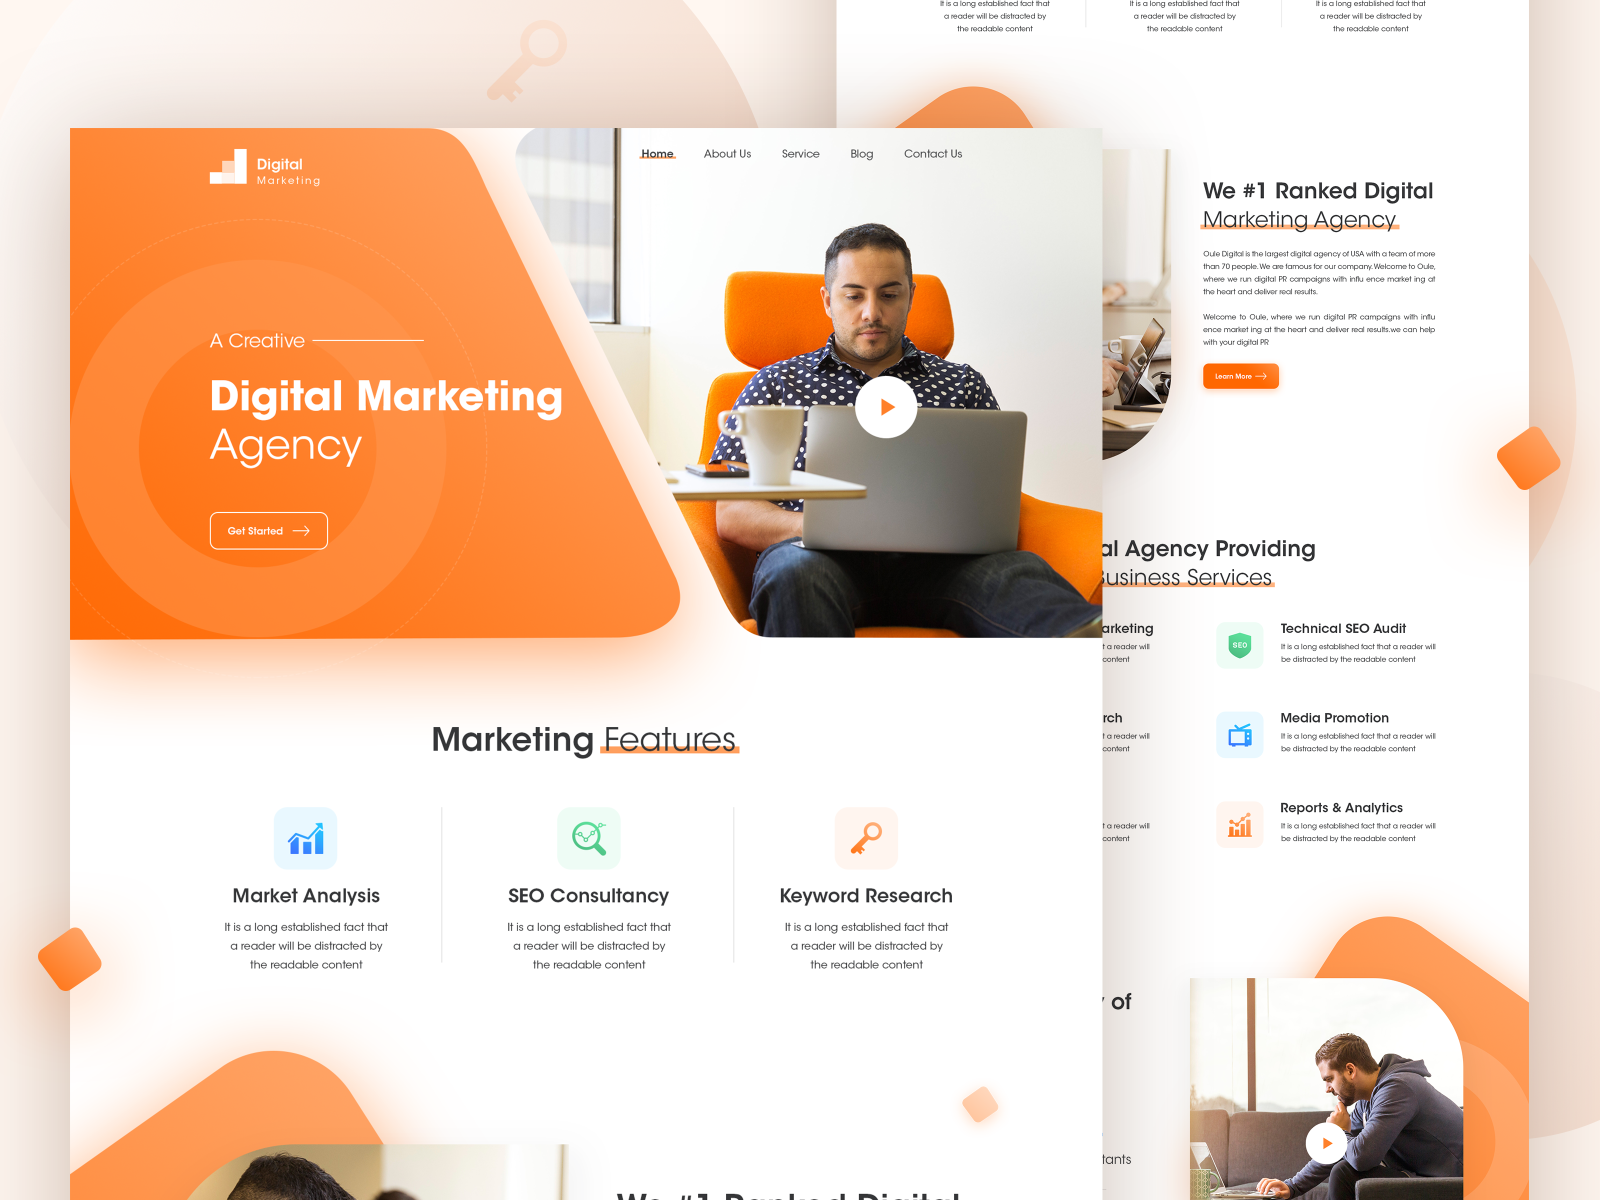 It is a long established fact that
a reader will be distracted by
the readable content
It is a long established fact that
a reader will be distracted by
the readable content
It is a long established fact that
a reader will be distracted by
the readable content
Digital
Marketing
Home
About Us
Service
Blog
Contact Us
A Creative
Digital Marketing
Agency
Get Started
Marketing Features
Market Analysis
It is a long established fact that
a reader will be distracted by
the readable content
SEO Consultancy
It is a long established fact that
a reader will be distracted by
the readable content
Keyword Research
It is a long established fact that
a reader will be distracted by
the readable content
We #1 Ranked Digital
We #1 Ranked Digital
Marketing Agency
Oule Digital is the largest digital agency of USA with a team of more
than 70 people. We are famous for our company. Welcome to Oule,
where we run digital PR campaigns with influ ence market ing at
the heart and deliver real results.
Welcome to Oule, where we run digital PR campaigns with influ
ence market ing at the heart and deliver real results.we can help
with your digital PR
Learn More
al Agency Providing
Business Services
arketing
t a reader will
content
SEO
Technical SEO Audit
It is a long established fact that a reader will
be distracted by the readable content
rch
content
Media Promotion
It is a long established fact that a reader will
be distracted by the readable content
t a reader will
content
Reports & Analytics
It is a long established fact that a reader will
be distracted by the readable content
y of
tants